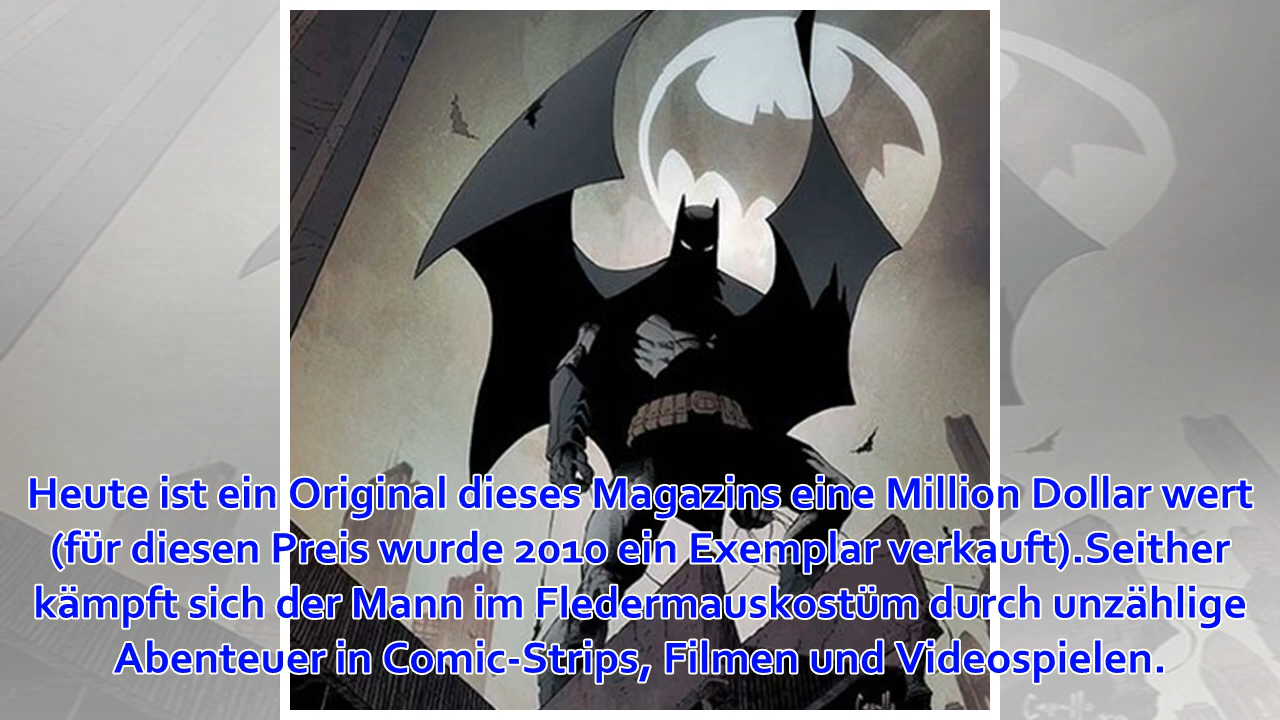 Heute ist ein Original dieses Magazins eine Million Dollar wert
(für diesen Preis wurde 2010 ein Exemplar verkauft).Seither
kämpft sich der Mann im Fledermauskostüm durch unzählige
Abenteuer in Comic-Strips, Filmen und Videospielen.